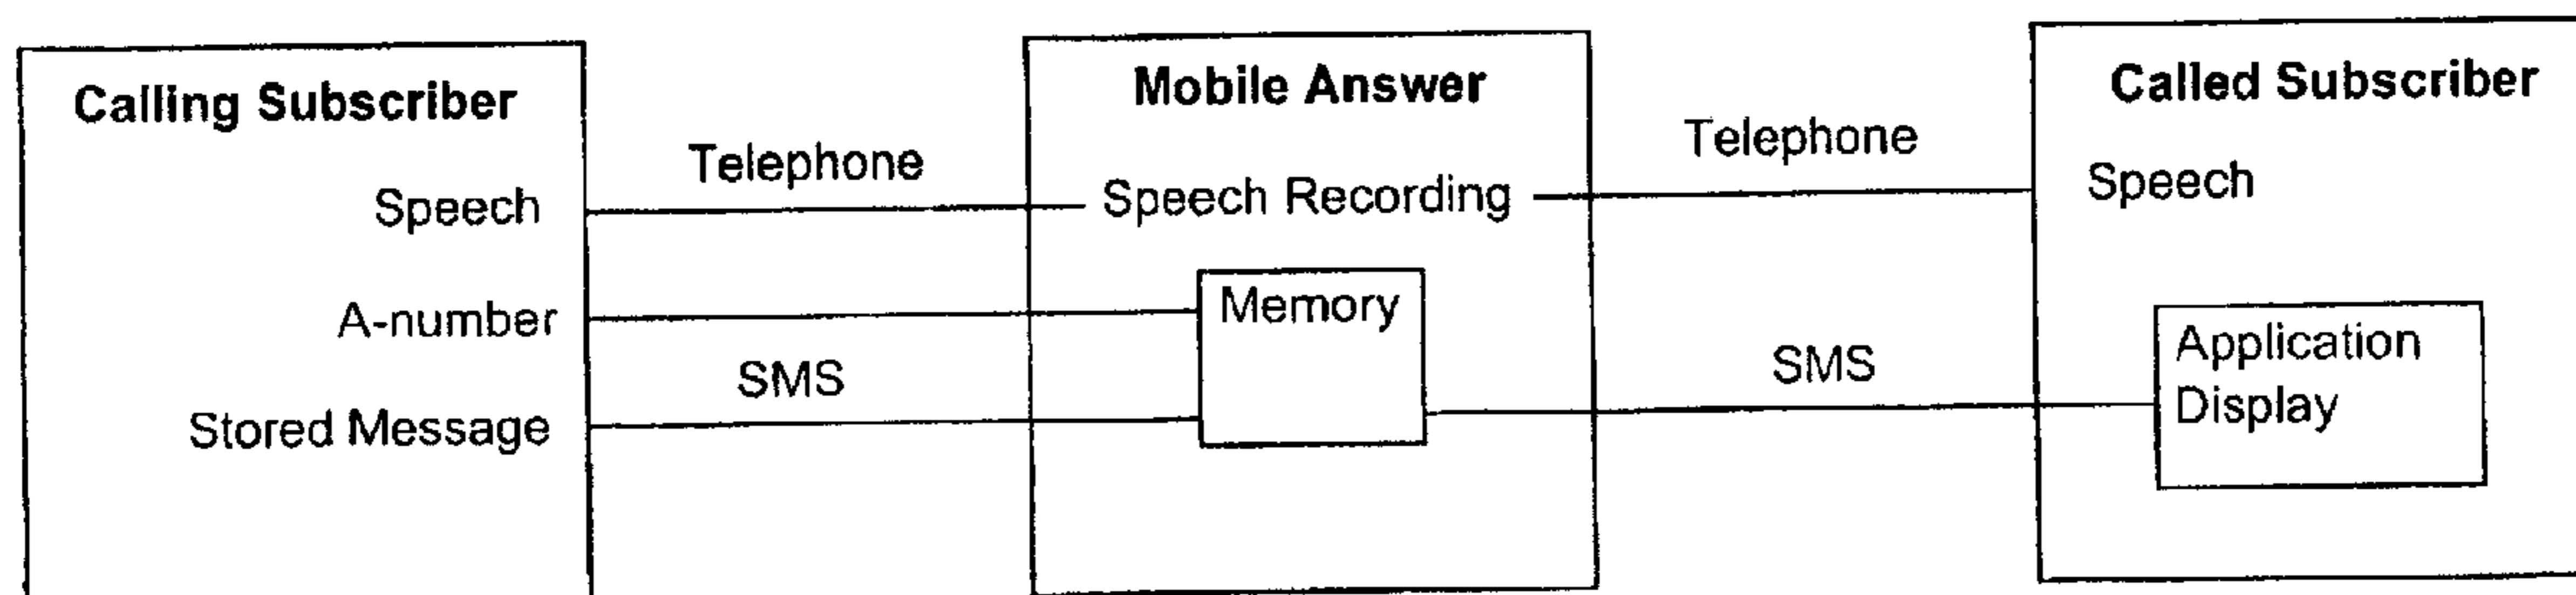 Calling Subscriber
Telephone
Speech
A-number
SMS
Stored Message
Mobile Answer
Speech Recording
Memory
Telephone
SMS
Called Subscriber
Speech
Application
Display